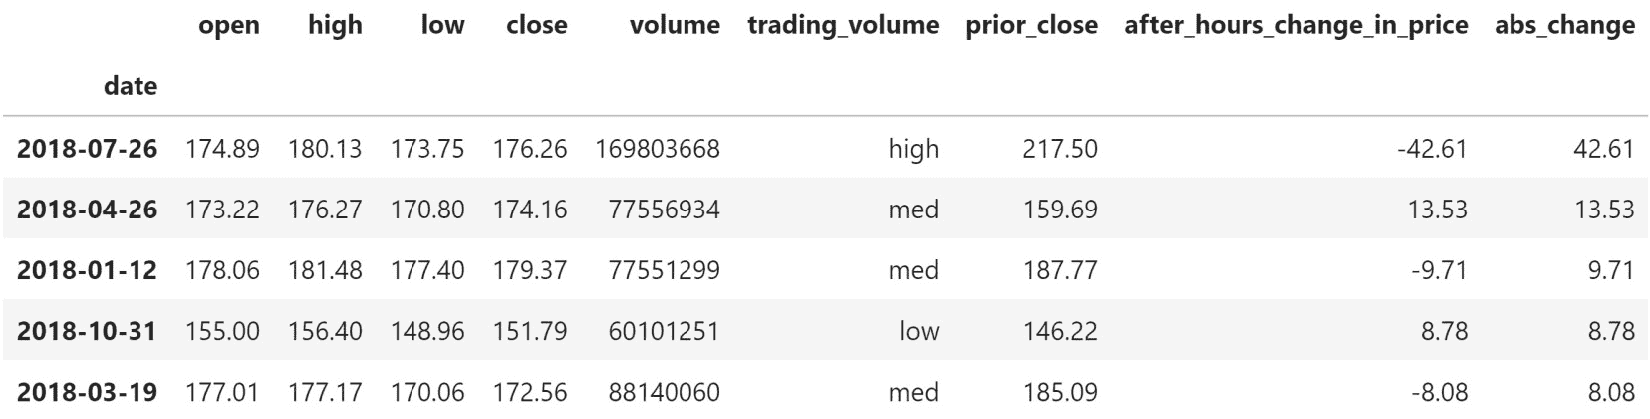 open high low close volume trading_volume prior_close after_hours_change_in_price abs_change
date
2018-07-26 174.89 180.13 173.75 176.26 169803668 high 217.50 -42.61 42.61
2018-04-26 173.22 176.27 170.80 174.16 77556934 med 159.69 13.53 13.53
2018-01-12 178.06 181.48 177.40 179.37 77551299 med 187.77 -9.71 9.71
2018-10-31 155.00 156.40 148.96 151.79 60101251 low 146.22 8.78 8.78
2018-03-19 177.01 177.17 170.06 172.56 88140060 med 185.09 -8.08 8.08